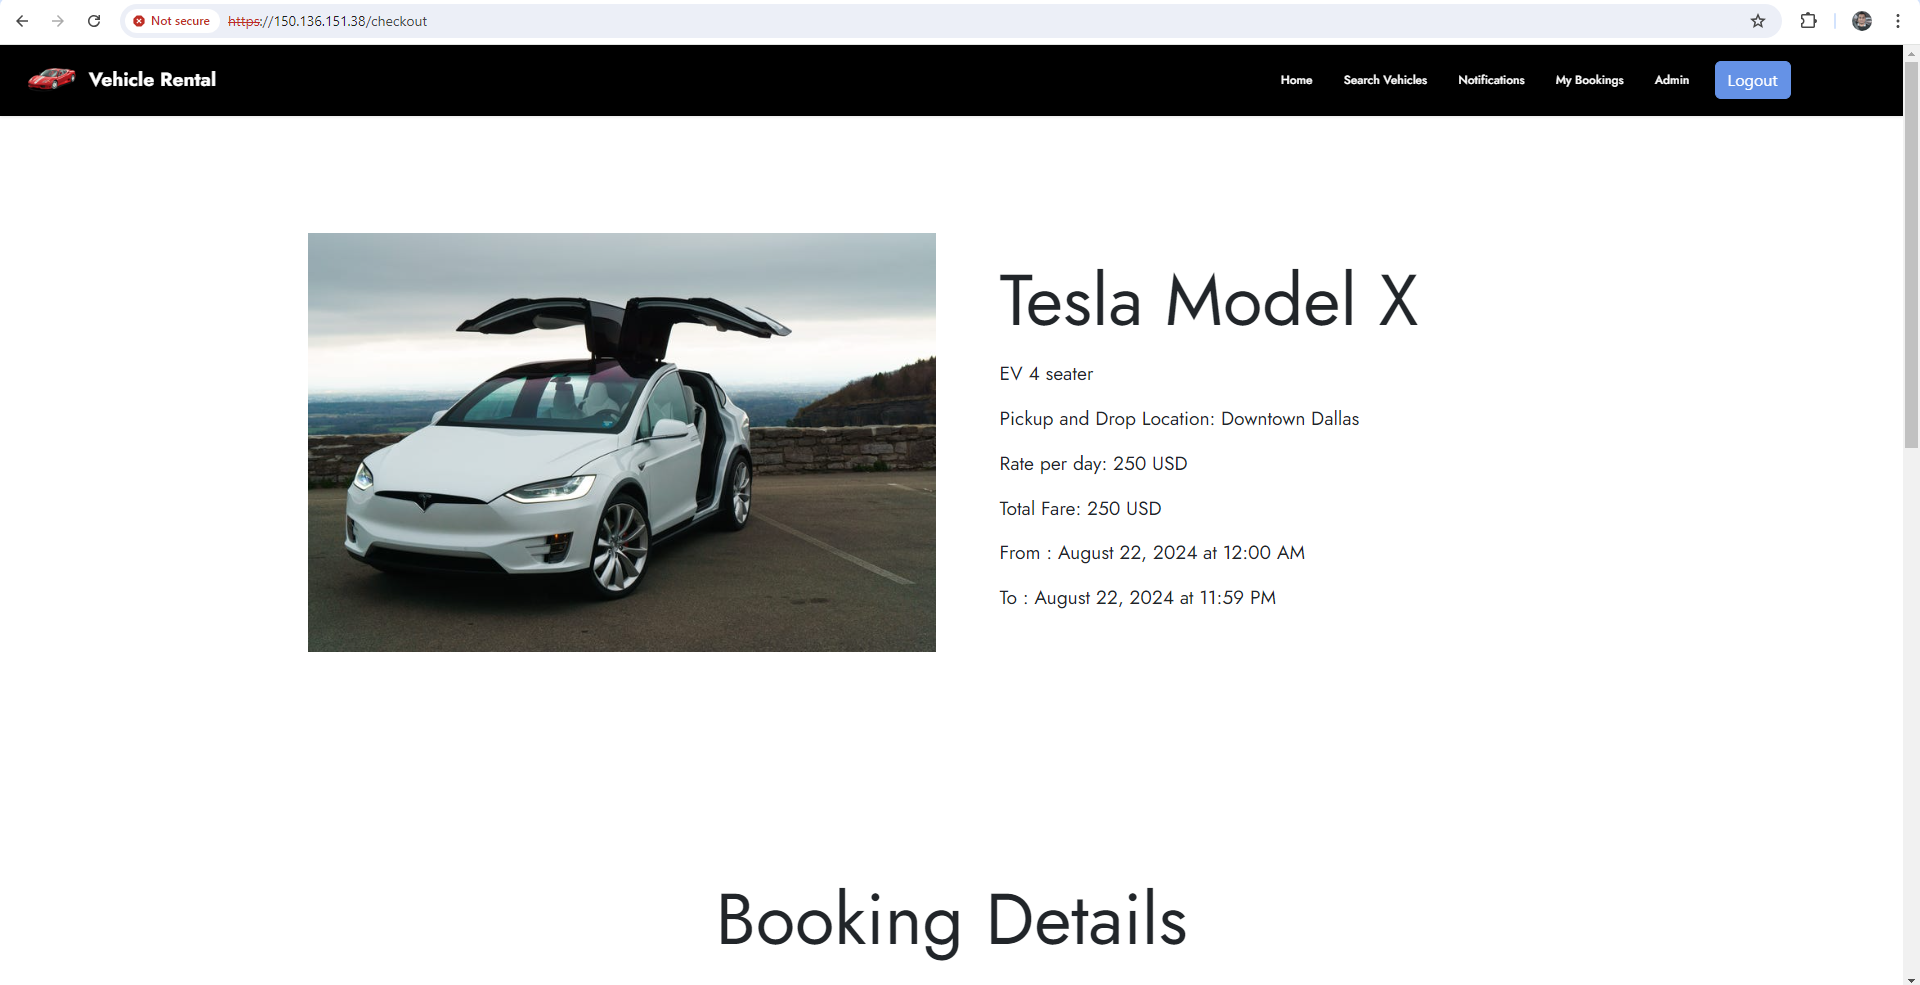 Not secure https://150.136.151.38/checkout
Vehicle Rental Home Search Vehicles Notifications My Bookings Admin Logout
Tesla Model X
EV 4 seater
Pickup and Drop Location: Downtown Dallas
Rate per day: 250 USD
Total Fare: 250 USD
From : August 22, 2024 at 12:00 AM
To : August 22, 2024 at 11:59 PM
Booking Details